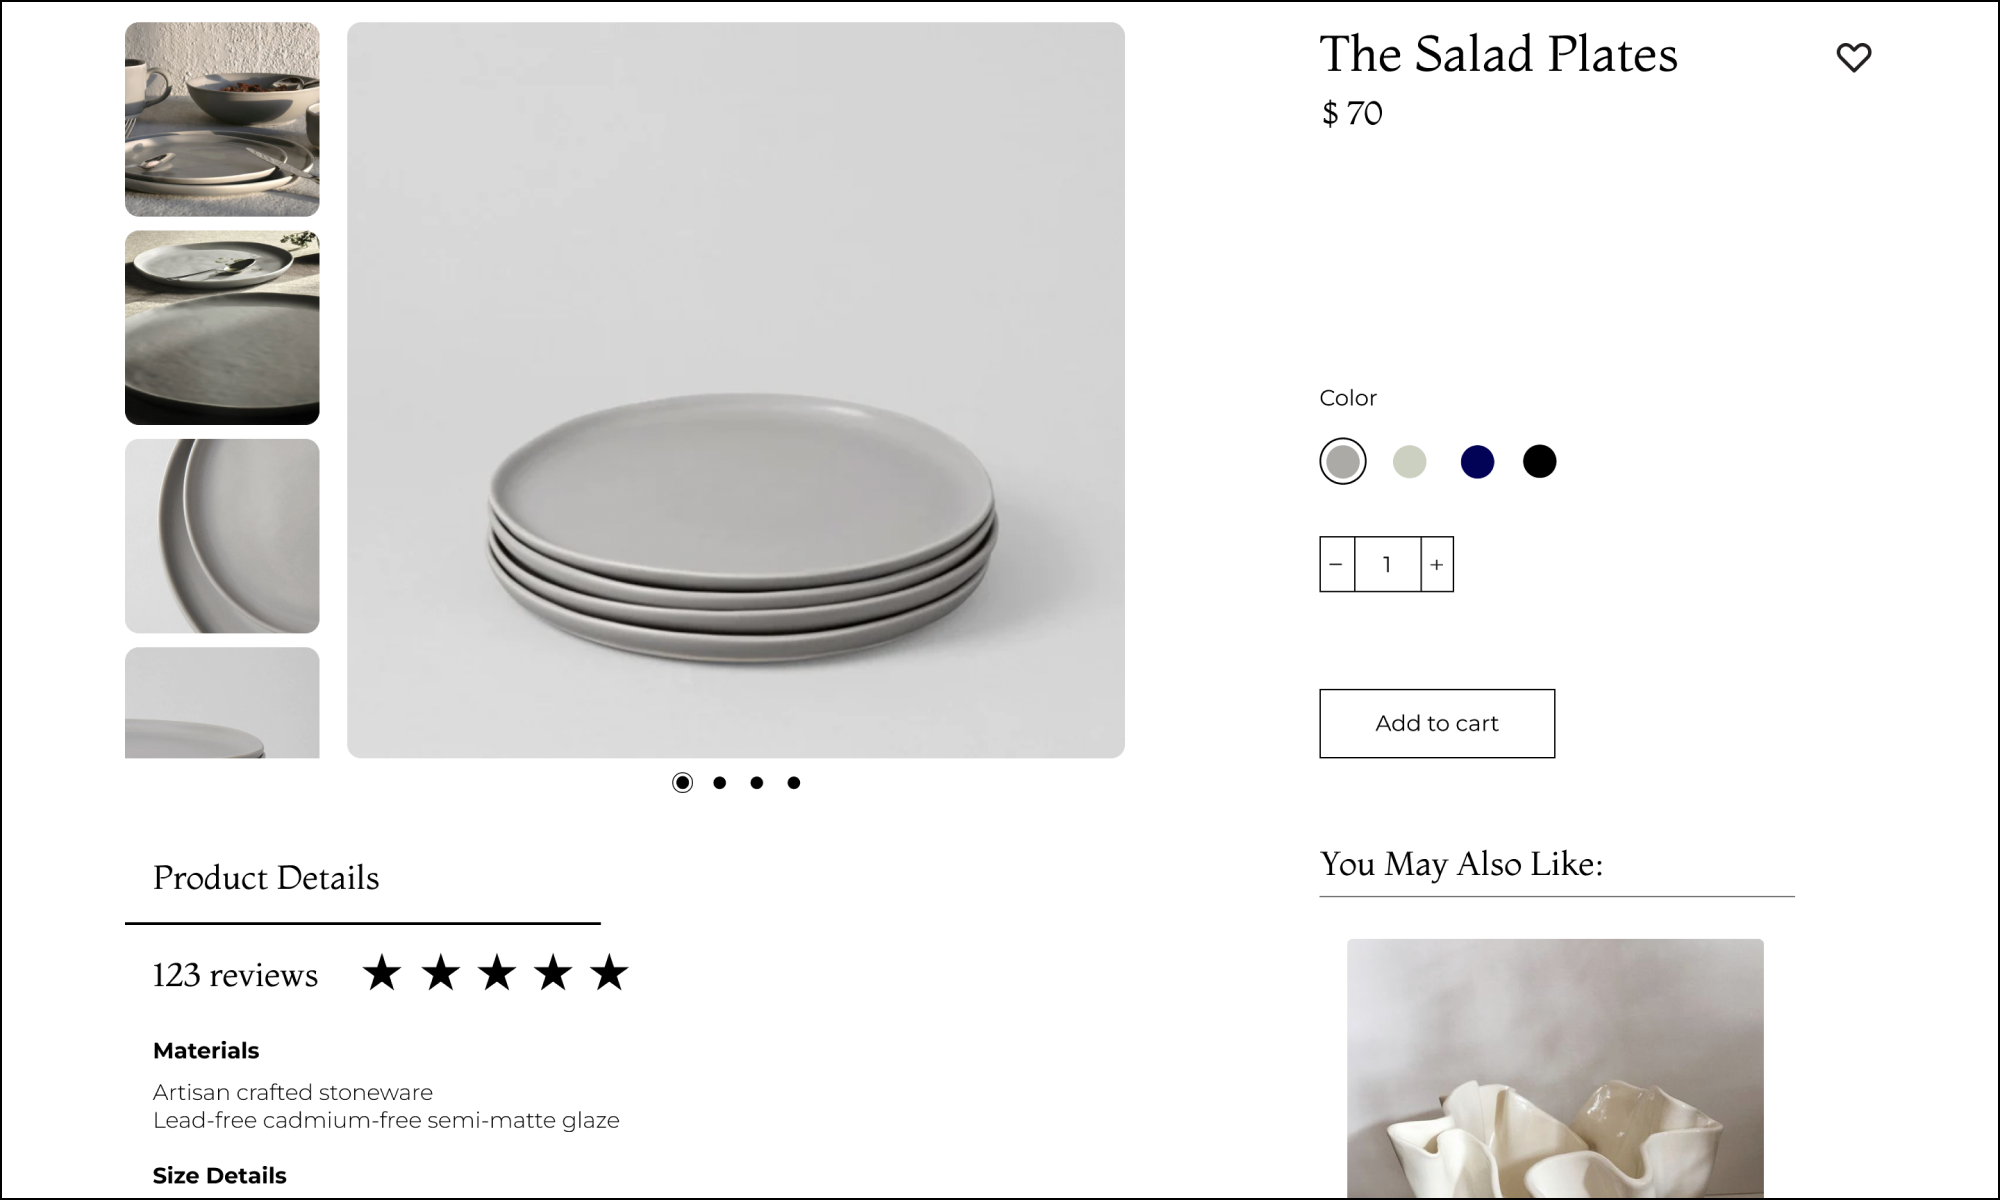 The Salad Plates
$ 70
Color
− 1 +
Add to cart
Product Details
123 reviews
Materials
Artisan crafted stoneware
Lead-free cadmium-free semi-matte glaze
Size Details
You May Also Like: